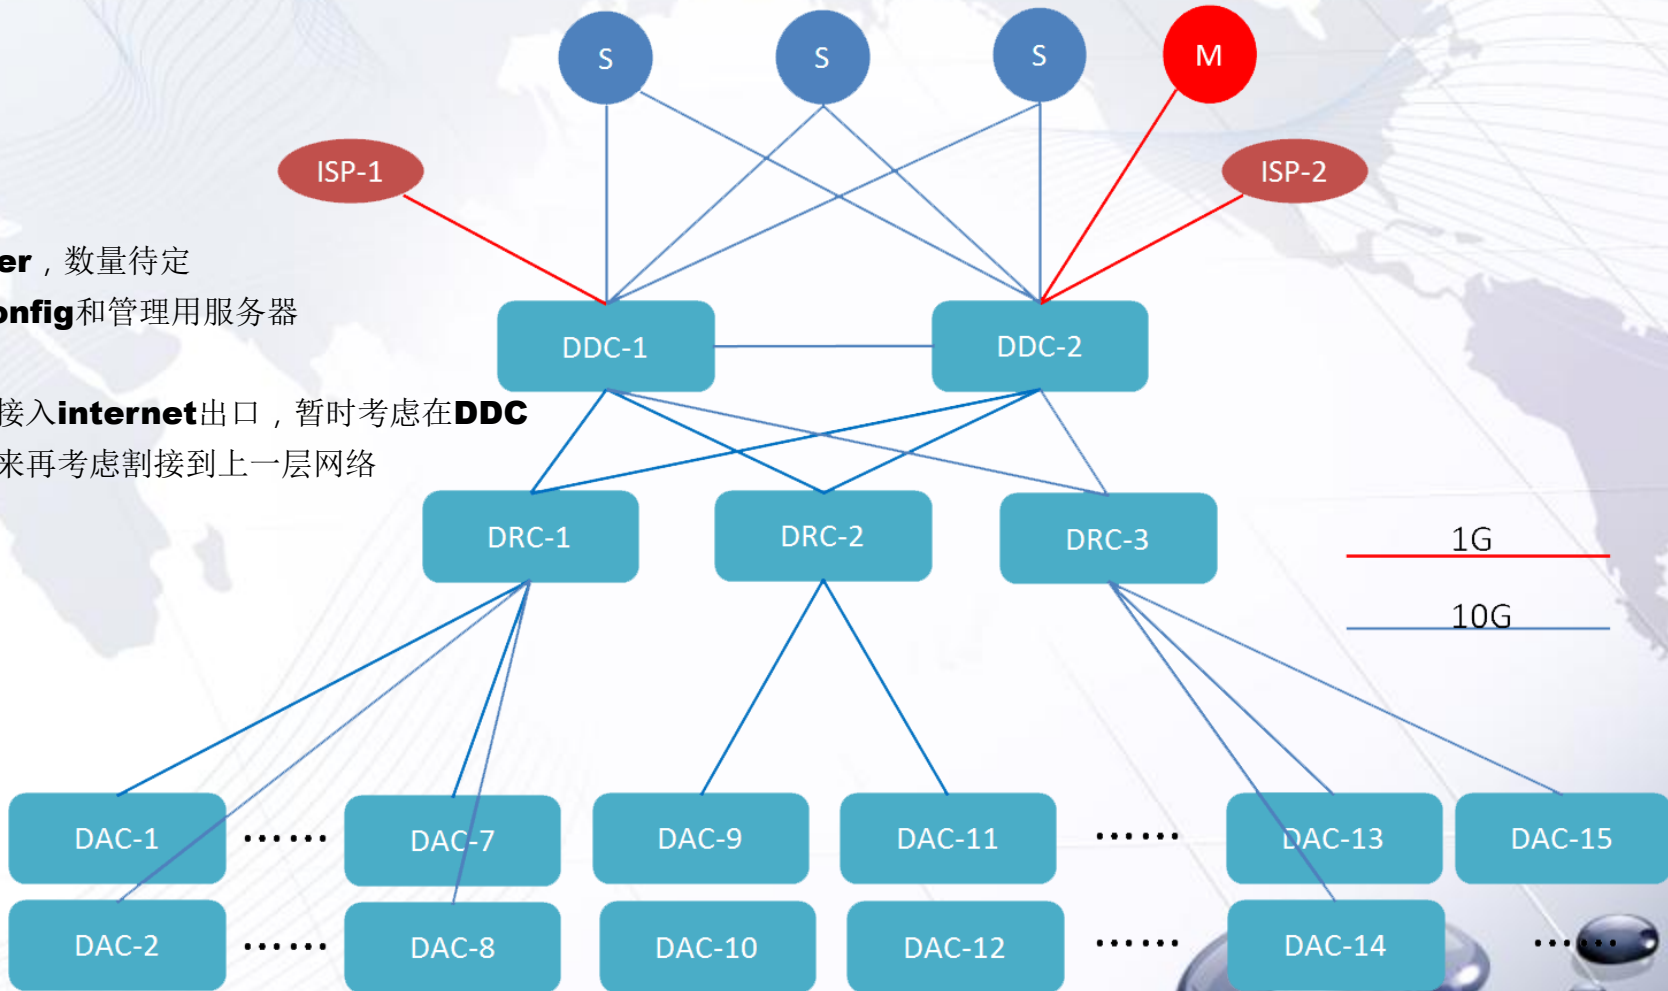 S
S
S
M
ISP-1
ISP-2
er，数量待定
onfig和管理用服务器
DDC-1
DDC-2
接入internet出口，暂时考虑在DDC
来再考虑割接到上一层网络
DRC-1
DRC-2
DRC-3
1G
10G
DAC-1
······
DAC-7
DAC-9
DAC-11
······
DAC-13
DAC-15
DAC-2
······
DAC-8
DAC-10
DAC-12
······
DAC-14
······